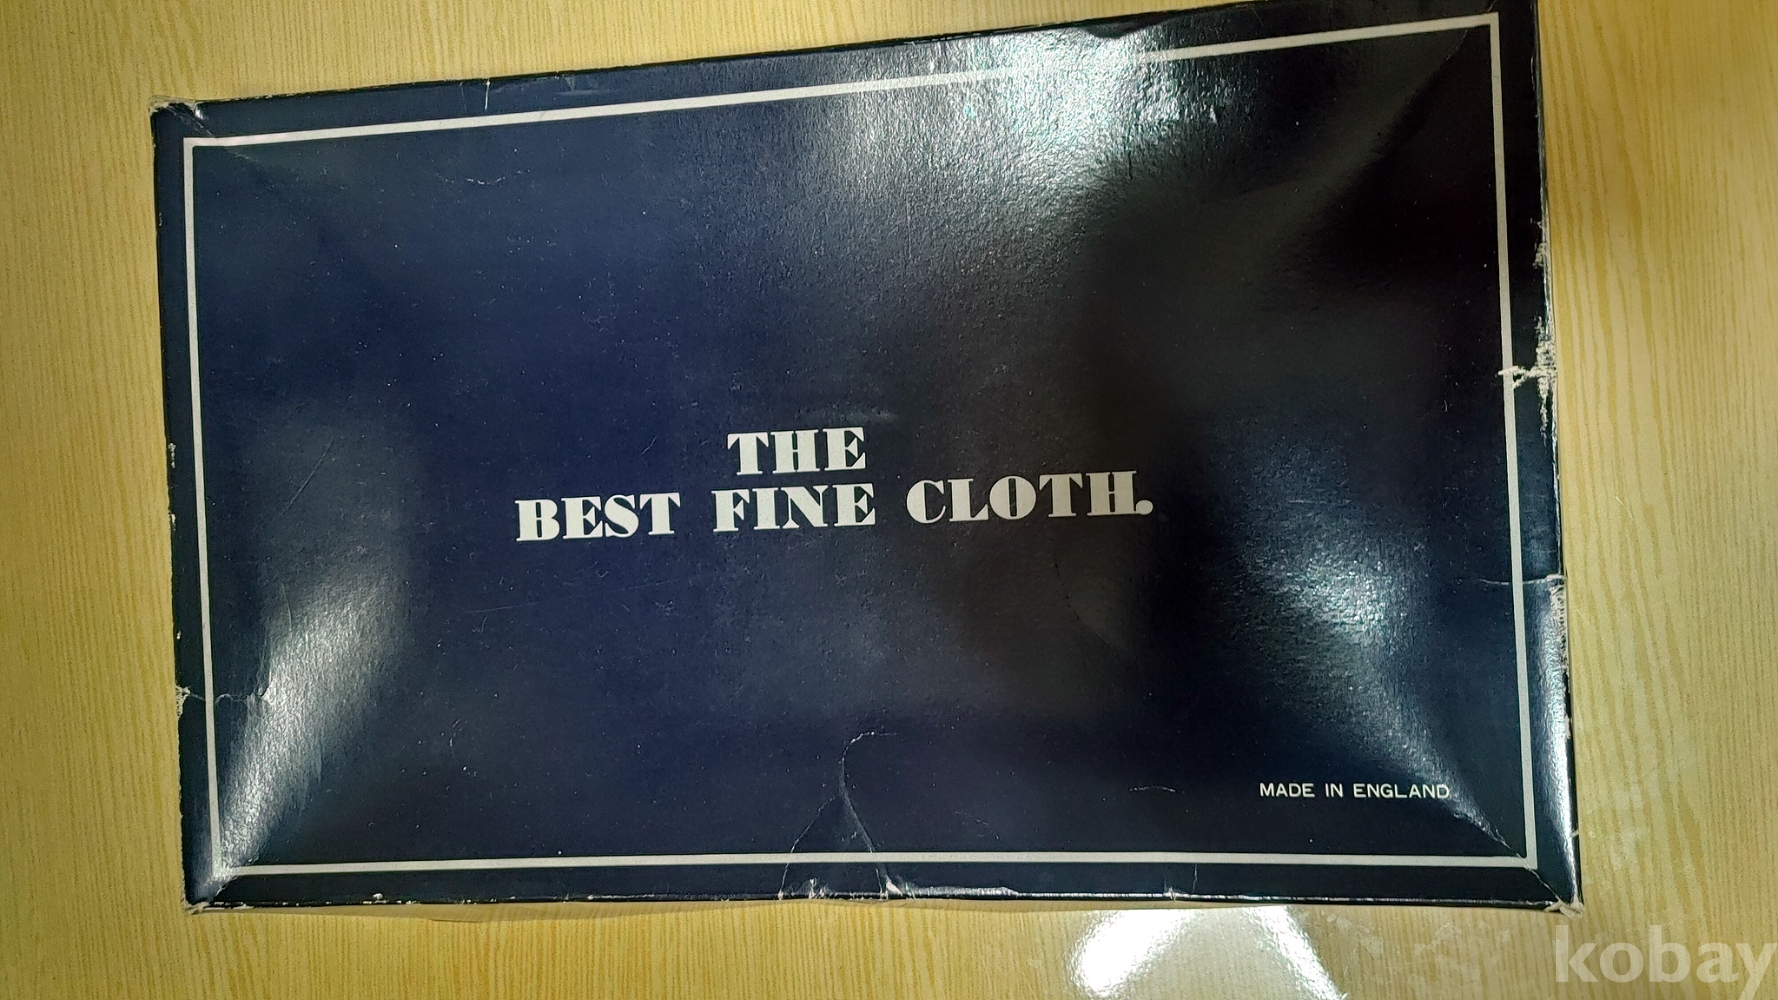 THE
BEST FINE CLOTH.
MADE IN ENGLAND
kobay